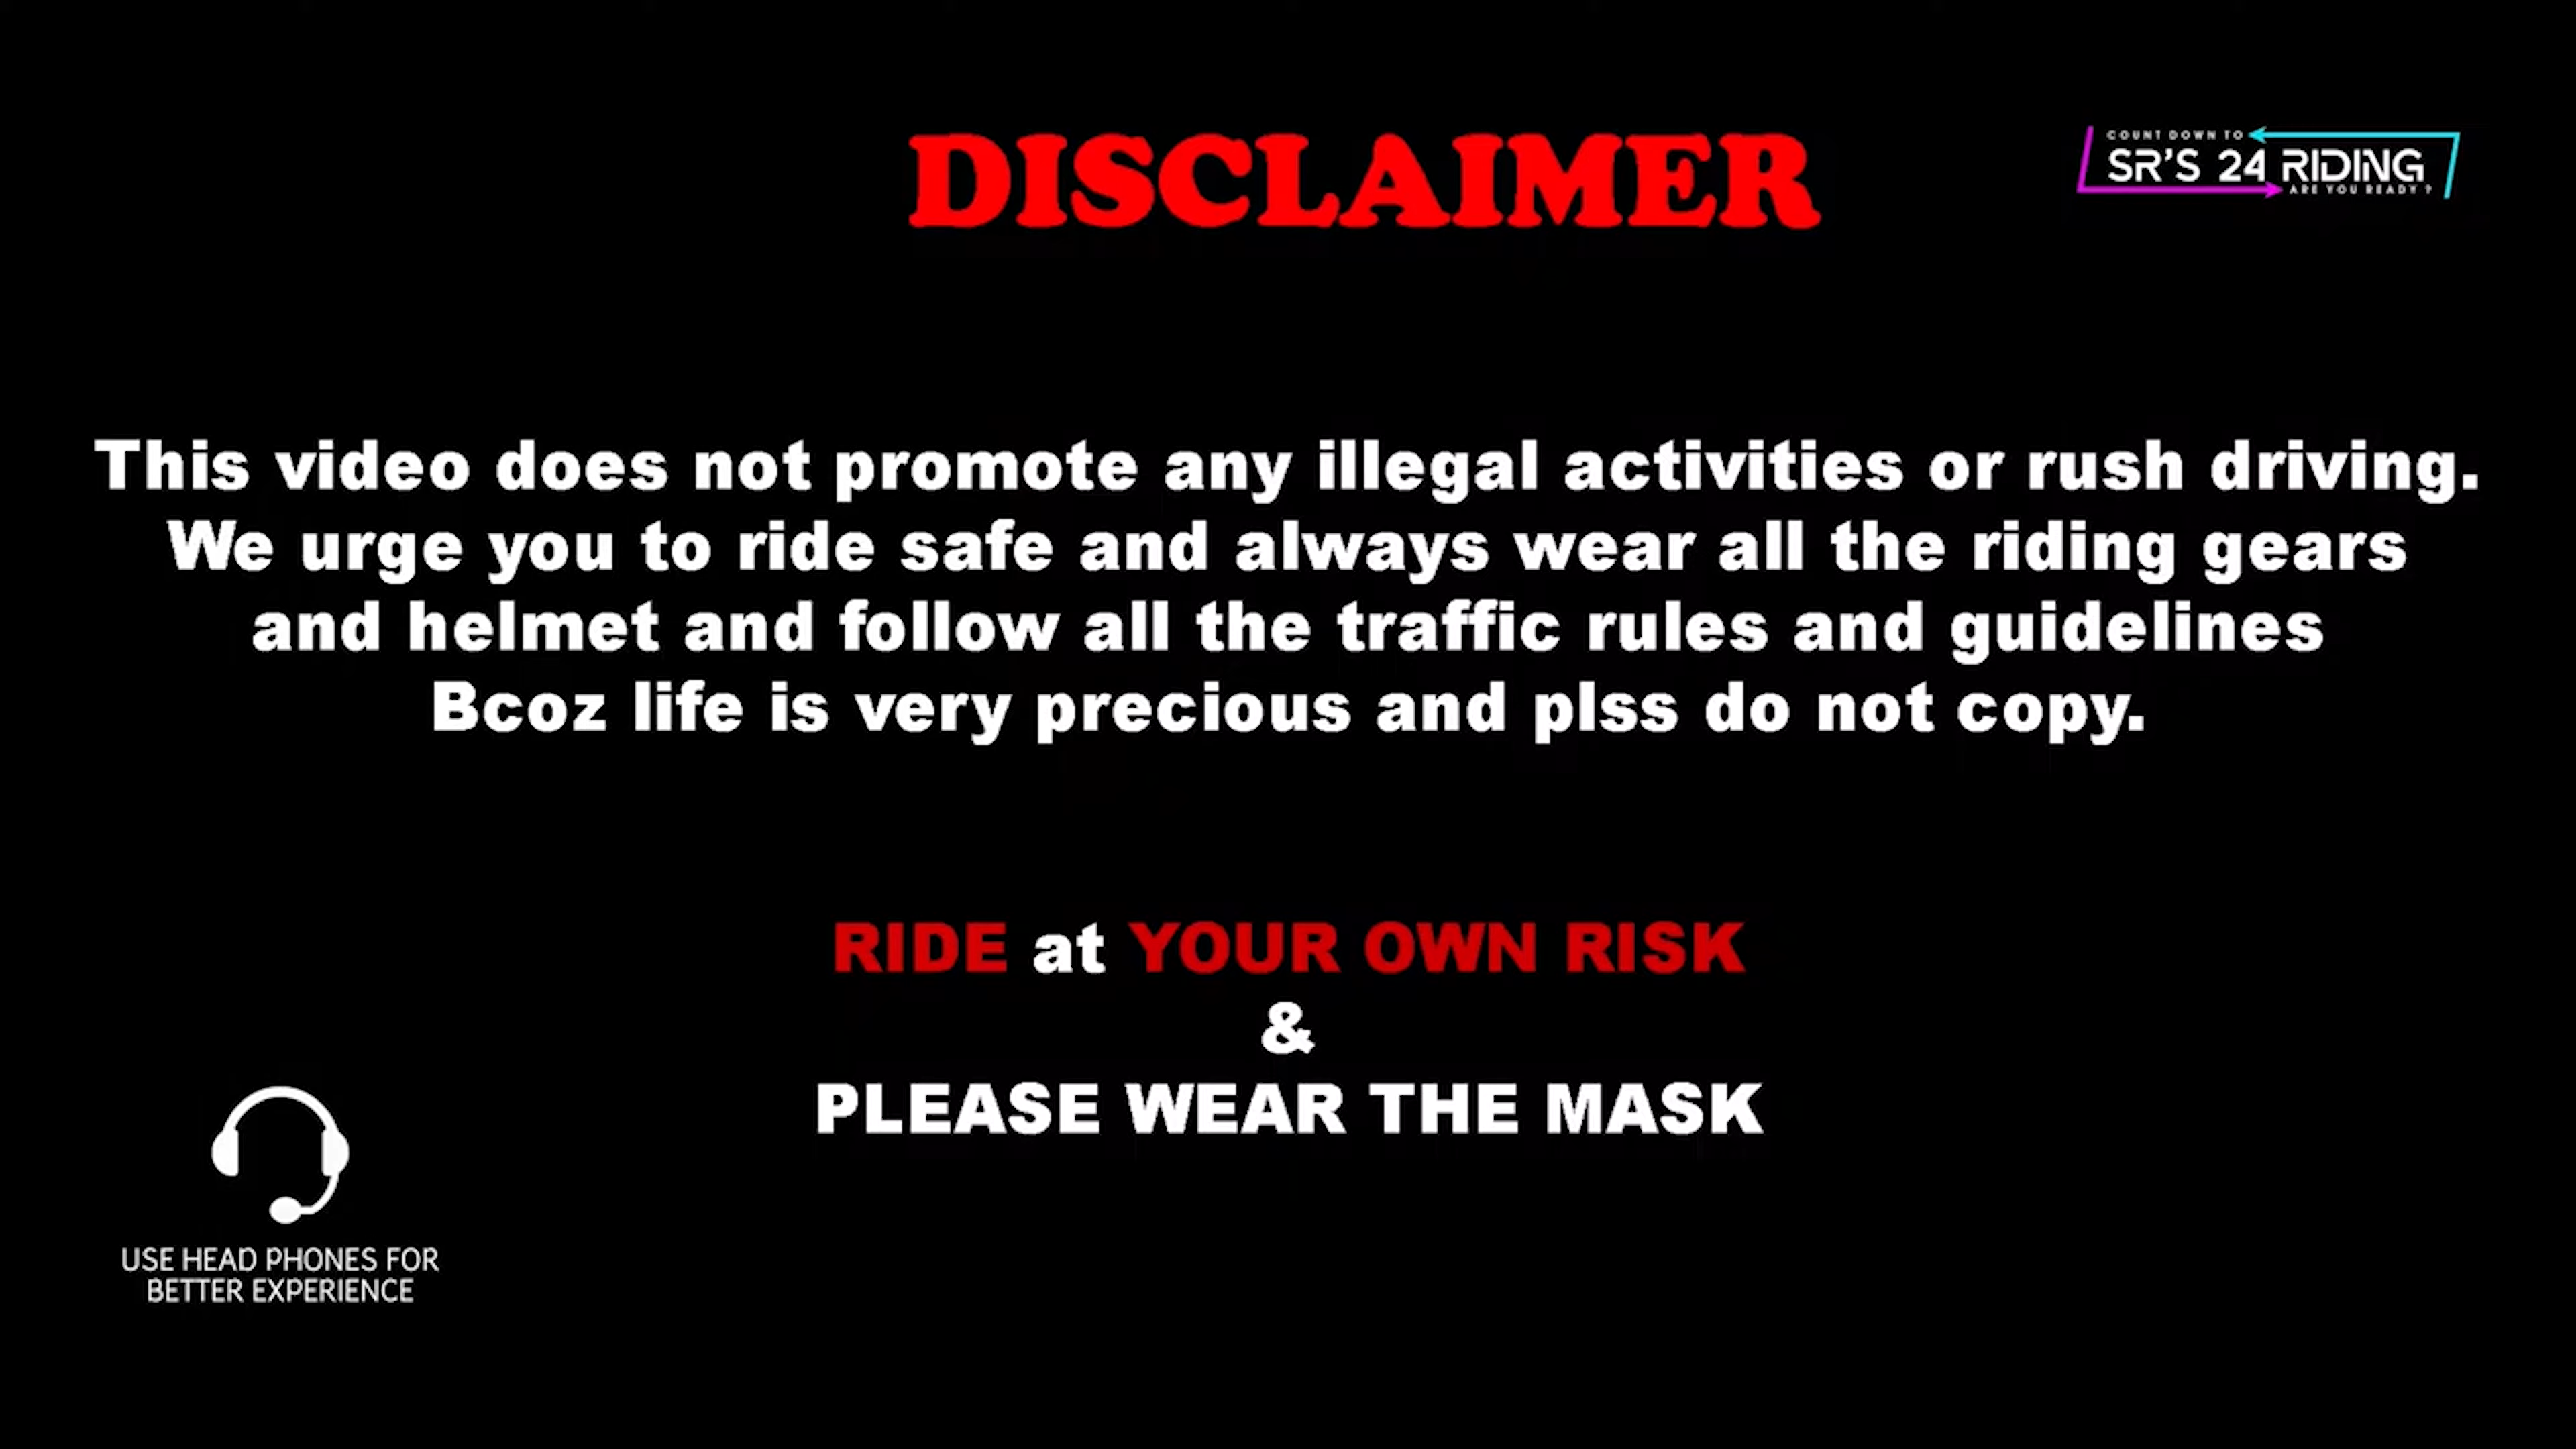 DISCLAIMER
COUNT DOWN TO
SR'S 24 RIDING
ARE YOU READY ?
This video does not promote any illegal activities or rush driving.
We urge you to ride safe and always wear all the riding gears
and helmet and follow all the traffic rules and guidelines
Bcoz life is very precious and plss do not copy.
RIDE at YOUR OWN RISK
&
PLEASE WEAR THE MASK
USE HEAD PHONES FOR
BETTER EXPERIENCE